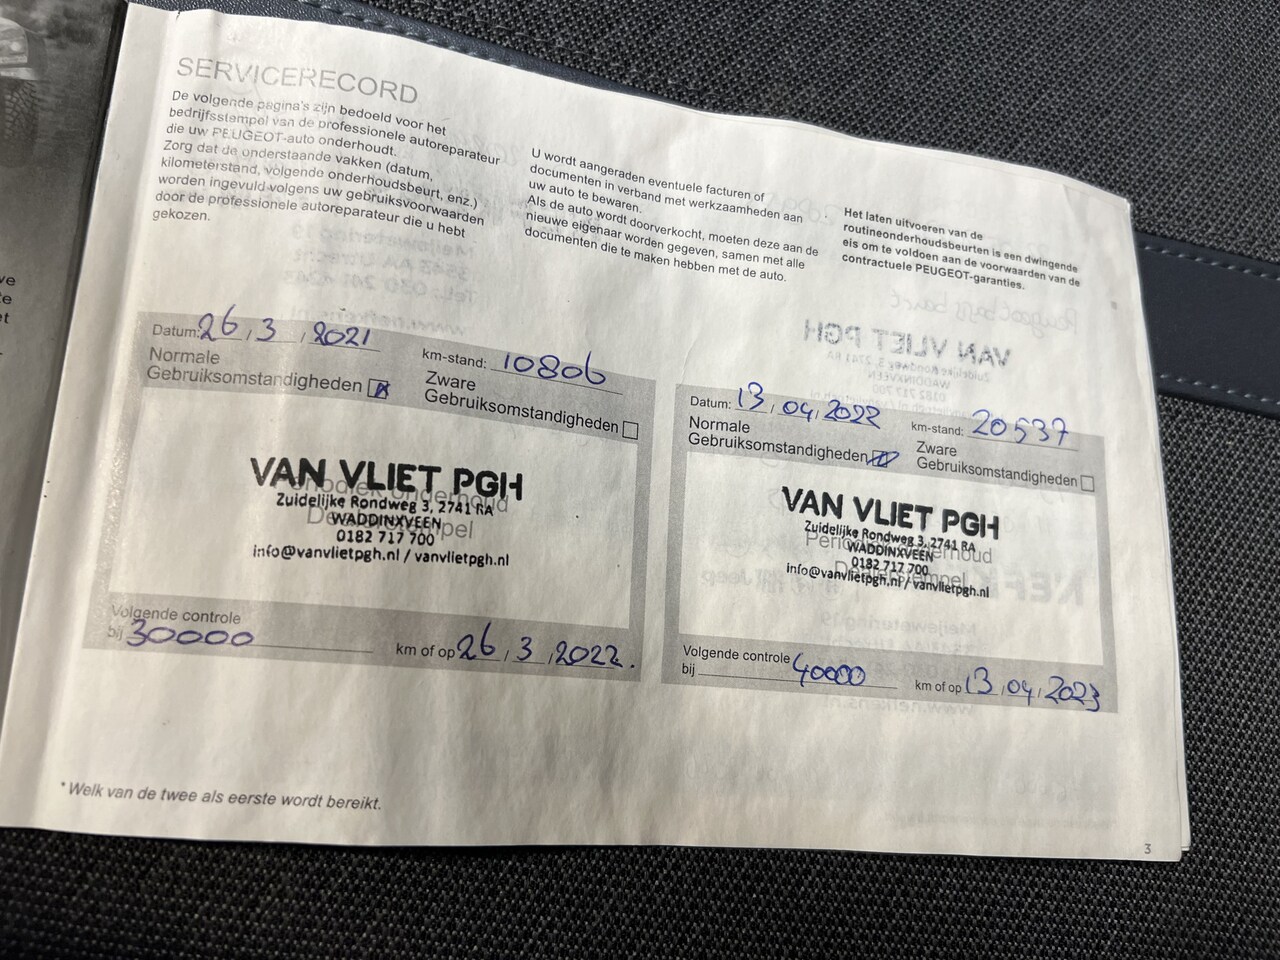 SERVICERECORD
De volgende pagina's zijn bedoeld voor het
bedrijfsstempel van de professionele autoreparateur
die uw PEUGEOT-auto onderhoudt.
Zorg dat de onderstaande vakken (datum,
kilometerstand, volgende onderhoudsbeurt, enz.)
worden ingevuld volgens uw gebruiksvoorwaarden
door de professionele autoreparateur die u hebt
gekozen.
U wordt aangeraden eventuele facturen of
documenten in verband met werkzaamheden aan
uw auto te bewaren.
Als de auto wordt doorverkocht, moeten deze aan de
nieuwe eigenaar worden gegeven, samen met alle
documenten die te maken hebben met de auto.
Het laten uitvoeren van de
routineonderhoudsbeurten is een dwingende
eis om te voldoen aan de voorwaarden van de
contractuele PEUGEOT-garanties.
Datum: 26, 3, 2021 km-stand: 10806
Normale
Gebruiksomstandigheden
Zware
Gebruiksomstandigheden
Periodiek onderhoud
Dealerstempel
VAN VLIET PGH
Zuidelijke Rondweg 3, 2741 RA
WADDINXVEEN
0182 717 700
info@vanvlietpgh.nl / vanvlietpgh.nl
Volgende controle
bij 30000 km of op 26, 3, 2022.
Datum: 13, 04, 2022 km-stand: 20537
Normale
Gebruiksomstandigheden
Zware
Gebruiksomstandigheden
Periodiek onderhoud
Dealerstempel
VAN VLIET PGH
Zuidelijke Rondweg 3, 2741 RA
WADDINXVEEN
0182 717 700
info@vanvlietpgh.nl / vanvlietpgh.nl
Volgende controle
bij 40000 km of op 13, 04, 2023
* Welk van de twee als eerste wordt bereikt.
3